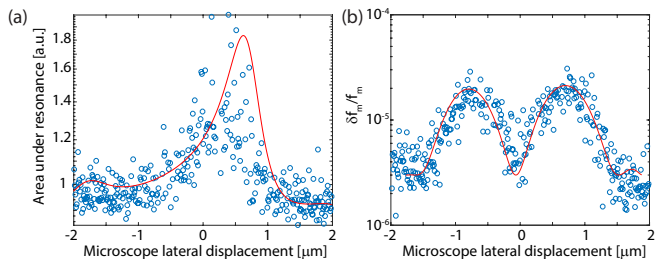 (a)
Area under resonance [a.u.]
1.8
1.6
1.4
1.2
1
-2 -1 0 1 2
Microscope lateral displacement [μm]
(b)
δfₘ/fₘ
10⁻⁴
10⁻⁵
10⁻⁶
-2 -1 0 1 2
Microscope lateral displacement [μm]